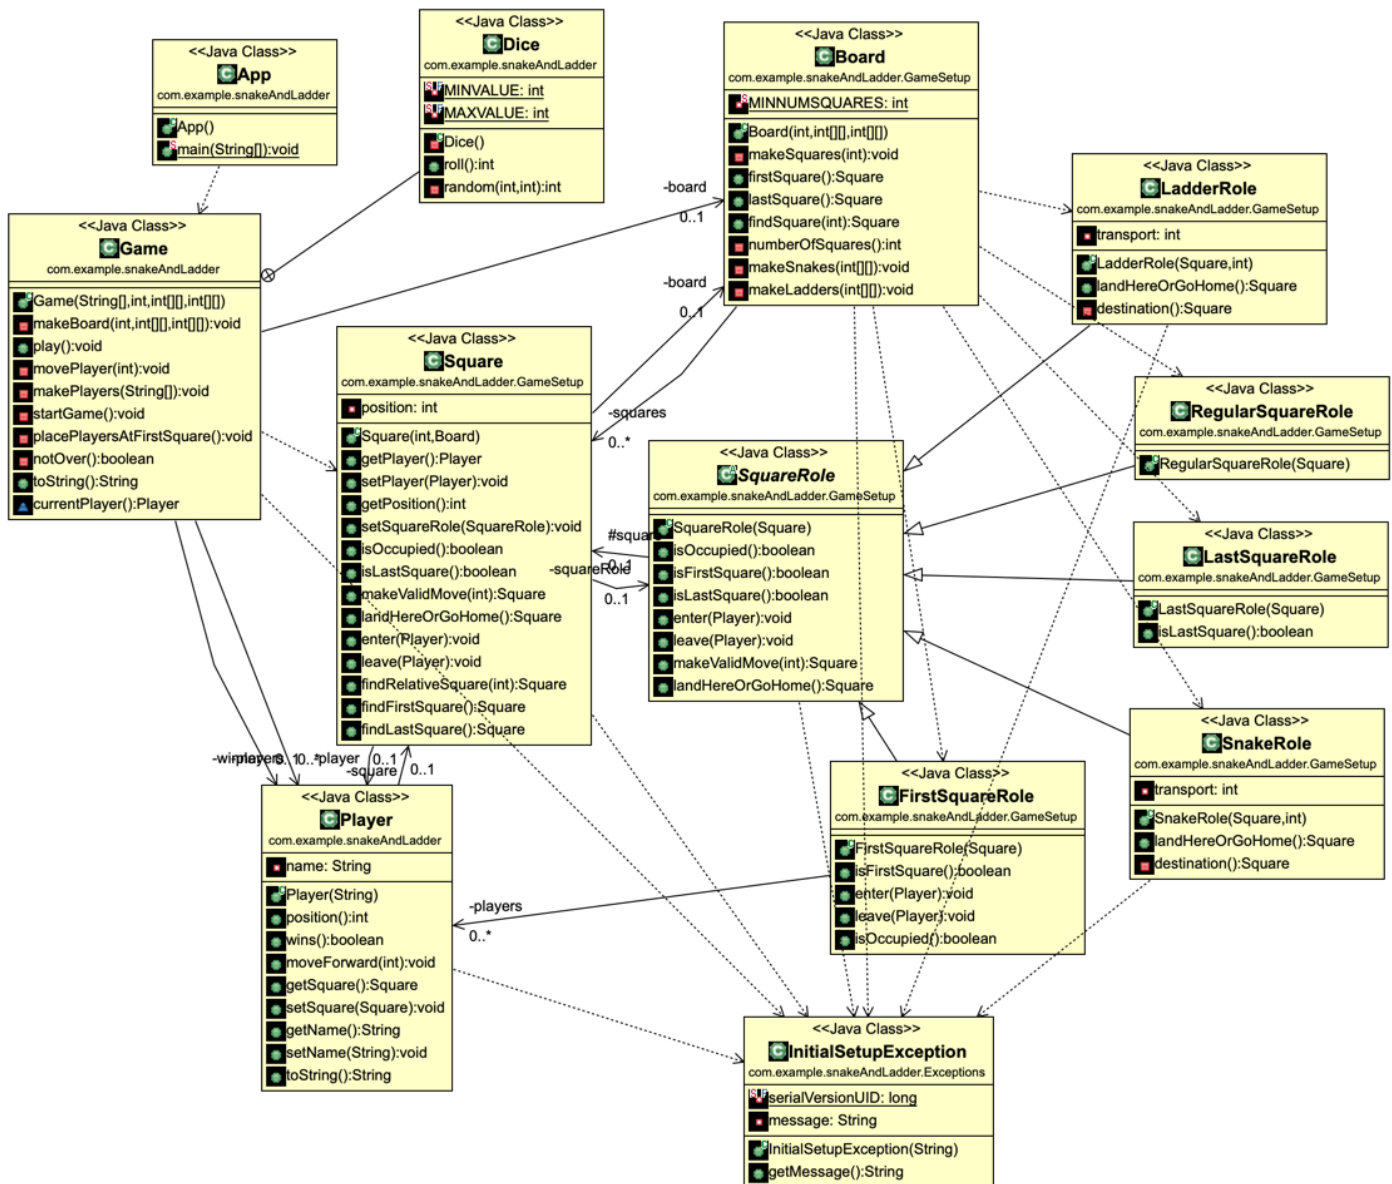 <<Java Class>>
App
com.example.snakeAndLadder
App()
main(String[]):void
<<Java Class>>
Dice
com.example.snakeAndLadder
MINVALUE: int
MAXVALUE: int
Dice()
roll():int
random(int,int):int
<<Java Class>>
Board
com.example.snakeAndLadder.GameSetup
MINNUMSQUARES: int
Board(int,int[][],int[][])
makeSquares(int):void
firstSquare():Square
lastSquare():Square
findSquare(int):Square
numberOfSquares():int
makeSnakes(int[][]):void
makeLadders(int[][]):void
<<Java Class>>
LadderRole
com.example.snakeAndLadder.GameSetup
transport: int
LadderRole(Square,int)
landHereOrGoHome():Square
destination():Square
<<Java Class>>
Game
com.example.snakeAndLadder
Game(String[],int,int[][],int[][])
makeBoard(int,int[][],int[][]):void
play():void
movePlayer(int):void
makePlayers(String[]):void
startGame():void
placePlayersAtFirstSquare():void
notOver():boolean
toString():String
currentPlayer():Player
-board
0..1
-board
0..1
<<Java Class>>
Square
com.example.snakeAndLadder.GameSetup
position: int
Square(int,Board)
getPlayer():Player
setPlayer(Player):void
getPosition():int
setSquareRole(SquareRole):void
isOccupied():boolean
isLastSquare():boolean
makeValidMove(int):Square
landHereOrGoHome():Square
enter(Player):void
leave(Player):void
findRelativeSquare(int):Square
findFirstSquare():Square
findLastSquare():Square
-squares
0..*
<<Java Class>>
SquareRole
com.example.snakeAndLadder.GameSetup
SquareRole(Square)
isOccupied():boolean
isFirstSquare():boolean
isLastSquare():boolean
enter(Player):void
leave(Player):void
makeValidMove(int):Square
landHereOrGoHome():Square
#square
0..1
-squareRole
0..1
<<Java Class>>
RegularSquareRole
com.example.snakeAndLadder.GameSetup
RegularSquareRole(Square)
<<Java Class>>
LastSquareRole
com.example.snakeAndLadder.GameSetup
LastSquareRole(Square)
isLastSquare():boolean
<<Java Class>>
SnakeRole
com.example.snakeAndLadder.GameSetup
transport: int
SnakeRole(Square,int)
landHereOrGoHome():Square
destination():Square
<<Java Class>>
FirstSquareRole
com.example.snakeAndLadder.GameSetup
FirstSquareRole(Square)
isFirstSquare():boolean
enter(Player):void
leave(Player):void
isOccupied():boolean
-players
0..1
0..*
-player
0..1
-square
0..1
<<Java Class>>
Player
com.example.snakeAndLadder
name: String
Player(String)
position():int
wins():boolean
moveForward(int):void
getSquare():Square
setSquare(Square):void
getName():String
setName(String):void
toString():String
-players
0..*
<<Java Class>>
InitialSetupException
com.example.snakeAndLadder.Exceptions
serialVersionUID: long
message: String
InitialSetupException(String)
getMessage():String